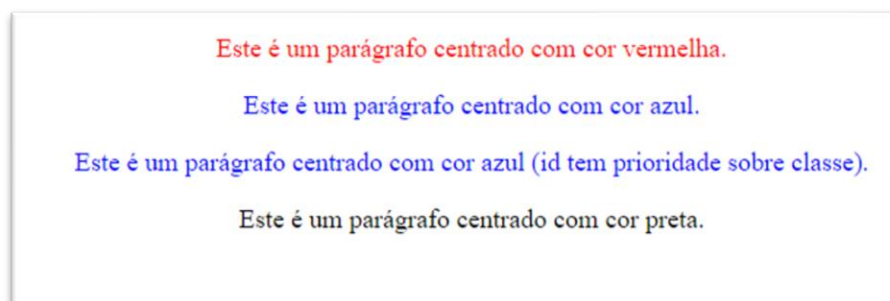 Este é um parágrafo centrado com cor vermelha.
Este é um parágrafo centrado com cor azul.
Este é um parágrafo centrado com cor azul (id tem prioridade sobre classe).
Este é um parágrafo centrado com cor preta.